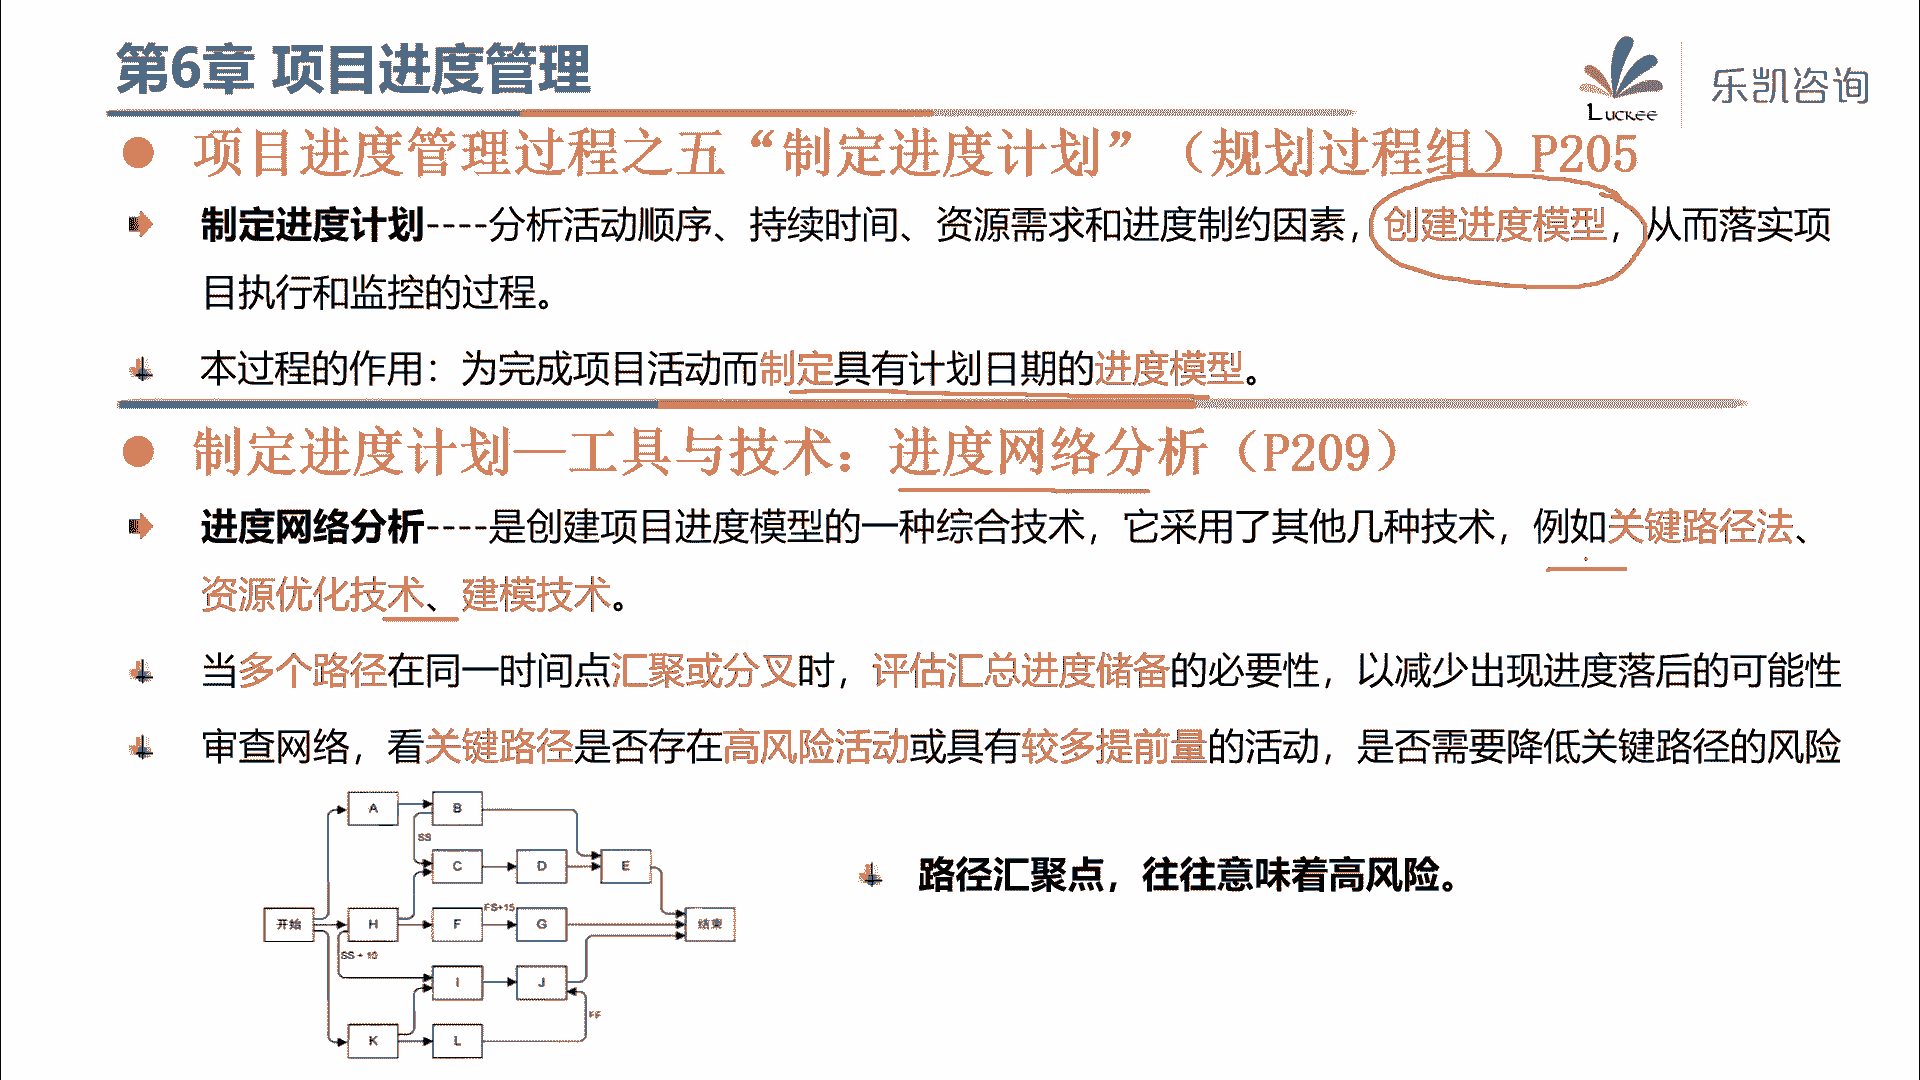 第6章 项目进度管理
Luckee
乐凯咨询
项目进度管理过程之五“制定进度计划”（规划过程组）P205
制定进度计划----分析活动顺序、持续时间、资源需求和进度制约因素，创建进度模型，从而落实项
目执行和监控的过程。
本过程的作用：为完成项目活动而制定具有计划日期的进度模型。
制定进度计划—工具与技术：进度网络分析（P209）
进度网络分析----是创建项目进度模型的一种综合技术，它采用了其他几种技术，例如关键路径法、
资源优化技术、建模技术。
当多个路径在同一时间点汇聚或分叉时，评估汇总进度储备的必要性，以减少出现进度落后的可能性
审查网络，看关键路径是否存在高风险活动或具有较多提前量的活动，是否需要降低关键路径的风险
A
B
SS
C
D
E
路径汇聚点，往往意味着高风险。
开始
H
F
FS+15
G
结束
SS+10
I
J
FF
K
L